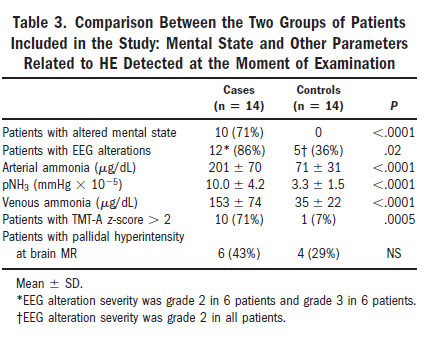 Table 3. Comparison Between the Two Groups of Patients
Included in the Study: Mental State and Other Parameters
Related to HE Detected at the Moment of Examination
Cases Controls
(n = 14) (n = 14) P
Patients with altered mental state 10 (71%) 0 <.0001
Patients with EEG alterations 12* (86%) 5† (36%) .02
Arterial ammonia (μg/dL) 201 ± 70 71 ± 31 <.0001
pNH₃ (mmHg × 10⁻⁵) 10.0 ± 4.2 3.3 ± 1.5 <.0001
Venous ammonia (μg/dL) 153 ± 74 35 ± 22 <.0001
Patients with TMT-A z-score > 2 10 (71%) 1 (7%) .0005
Patients with pallidal hyperintensity
at brain MR 6 (43%) 4 (29%) NS
Mean ± SD.
*EEG alteration severity was grade 2 in 6 patients and grade 3 in 6 patients.
†EEG alteration severity was grade 2 in all patients.